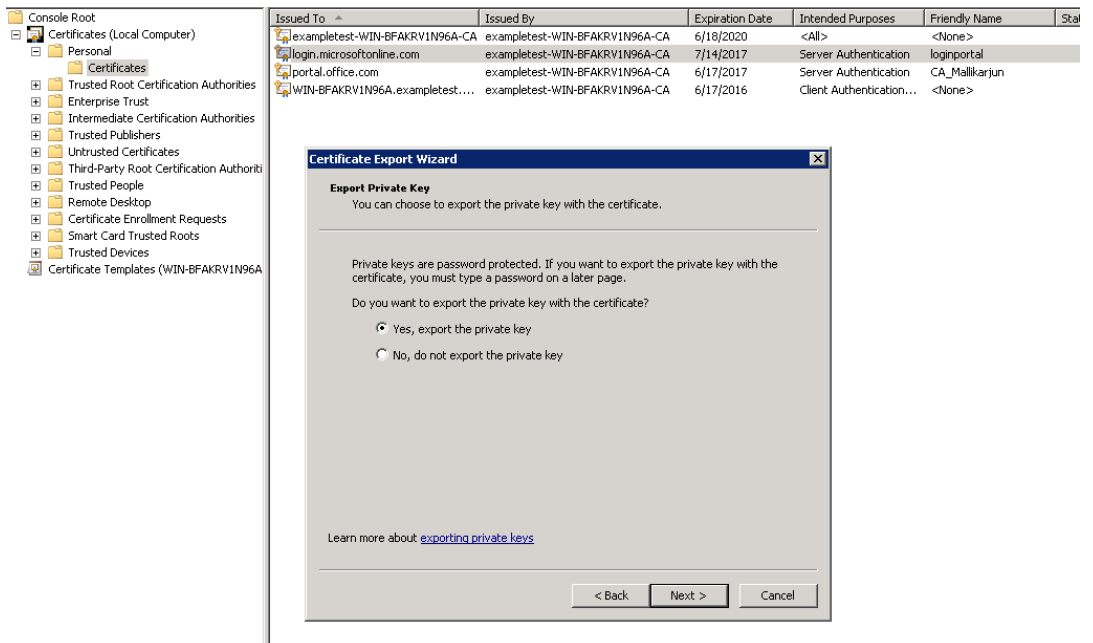 Console Root
Certificates (Local Computer)
Personal
Certificates
Trusted Root Certification Authorities
Enterprise Trust
Intermediate Certification Authorities
Trusted Publishers
Untrusted Certificates
Third-Party Root Certification Authoriti
Trusted People
Remote Desktop
Certificate Enrollment Requests
Smart Card Trusted Roots
Trusted Devices
Certificate Templates (WIN-BFAKRV1N96A
Issued To Issued By Expiration Date Intended Purposes Friendly Name Stat
exampletest-WIN-BFAKRV1N96A-CA exampletest-WIN-BFAKRV1N96A-CA 6/18/2020 <All> <None>
login.microsoftonline.com exampletest-WIN-BFAKRV1N96A-CA 7/14/2017 Server Authentication loginportal
portal.office.com exampletest-WIN-BFAKRV1N96A-CA 6/17/2017 Server Authentication CA_Mallikarjun
WIN-BFAKRV1N96A.exampletest.... exampletest-WIN-BFAKRV1N96A-CA 6/17/2016 Client Authentication... <None>
Certificate Export Wizard
Export Private Key
You can choose to export the private key with the certificate.
Private keys are password protected. If you want to export the private key with the
certificate, you must type a password on a later page.
Do you want to export the private key with the certificate?
Yes, export the private key
No, do not export the private key
Learn more about exporting private keys
< Back Next > Cancel